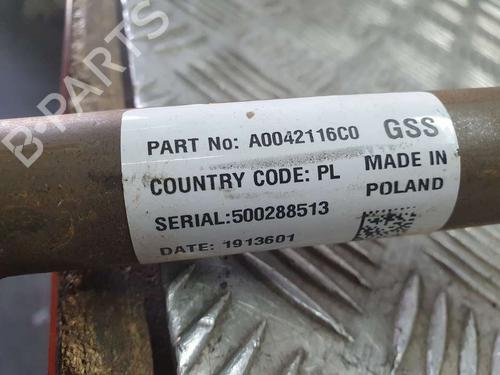 B-PARTS
PART No: A0042116C0 GSS
COUNTRY CODE: PL MADE IN
POLAND
SERIAL:500288513
DATE: 1913601